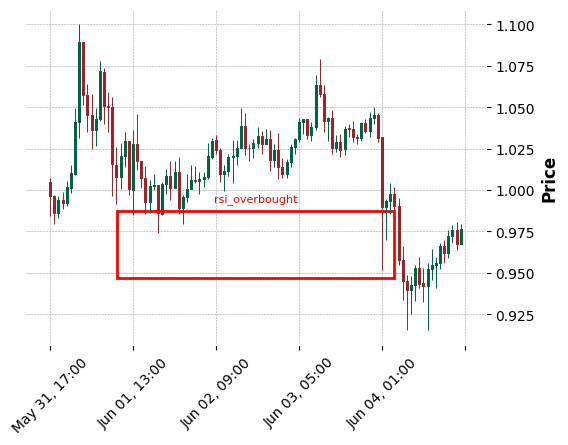 1.100
1.075
1.050
1.025
1.000
0.975
0.950
0.925
Price
rsi_overbought
May 31, 17:00
Jun 01, 13:00
Jun 02, 09:00
Jun 03, 05:00
Jun 04, 01:00